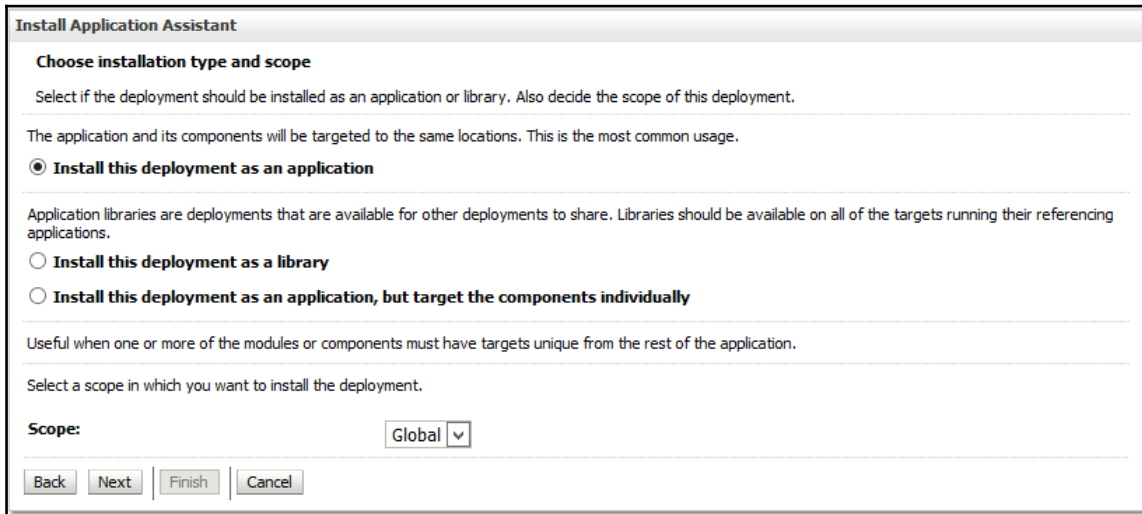 Install Application Assistant
Choose installation type and scope
Select if the deployment should be installed as an application or library. Also decide the scope of this deployment.
The application and its components will be targeted to the same locations. This is the most common usage.
Install this deployment as an application
Application libraries are deployments that are available for other deployments to share. Libraries should be available on all of the targets running their referencing
applications.
Install this deployment as a library
Install this deployment as an application, but target the components individually
Useful when one or more of the modules or components must have targets unique from the rest of the application.
Select a scope in which you want to install the deployment.
Scope: Global
Back Next Finish Cancel